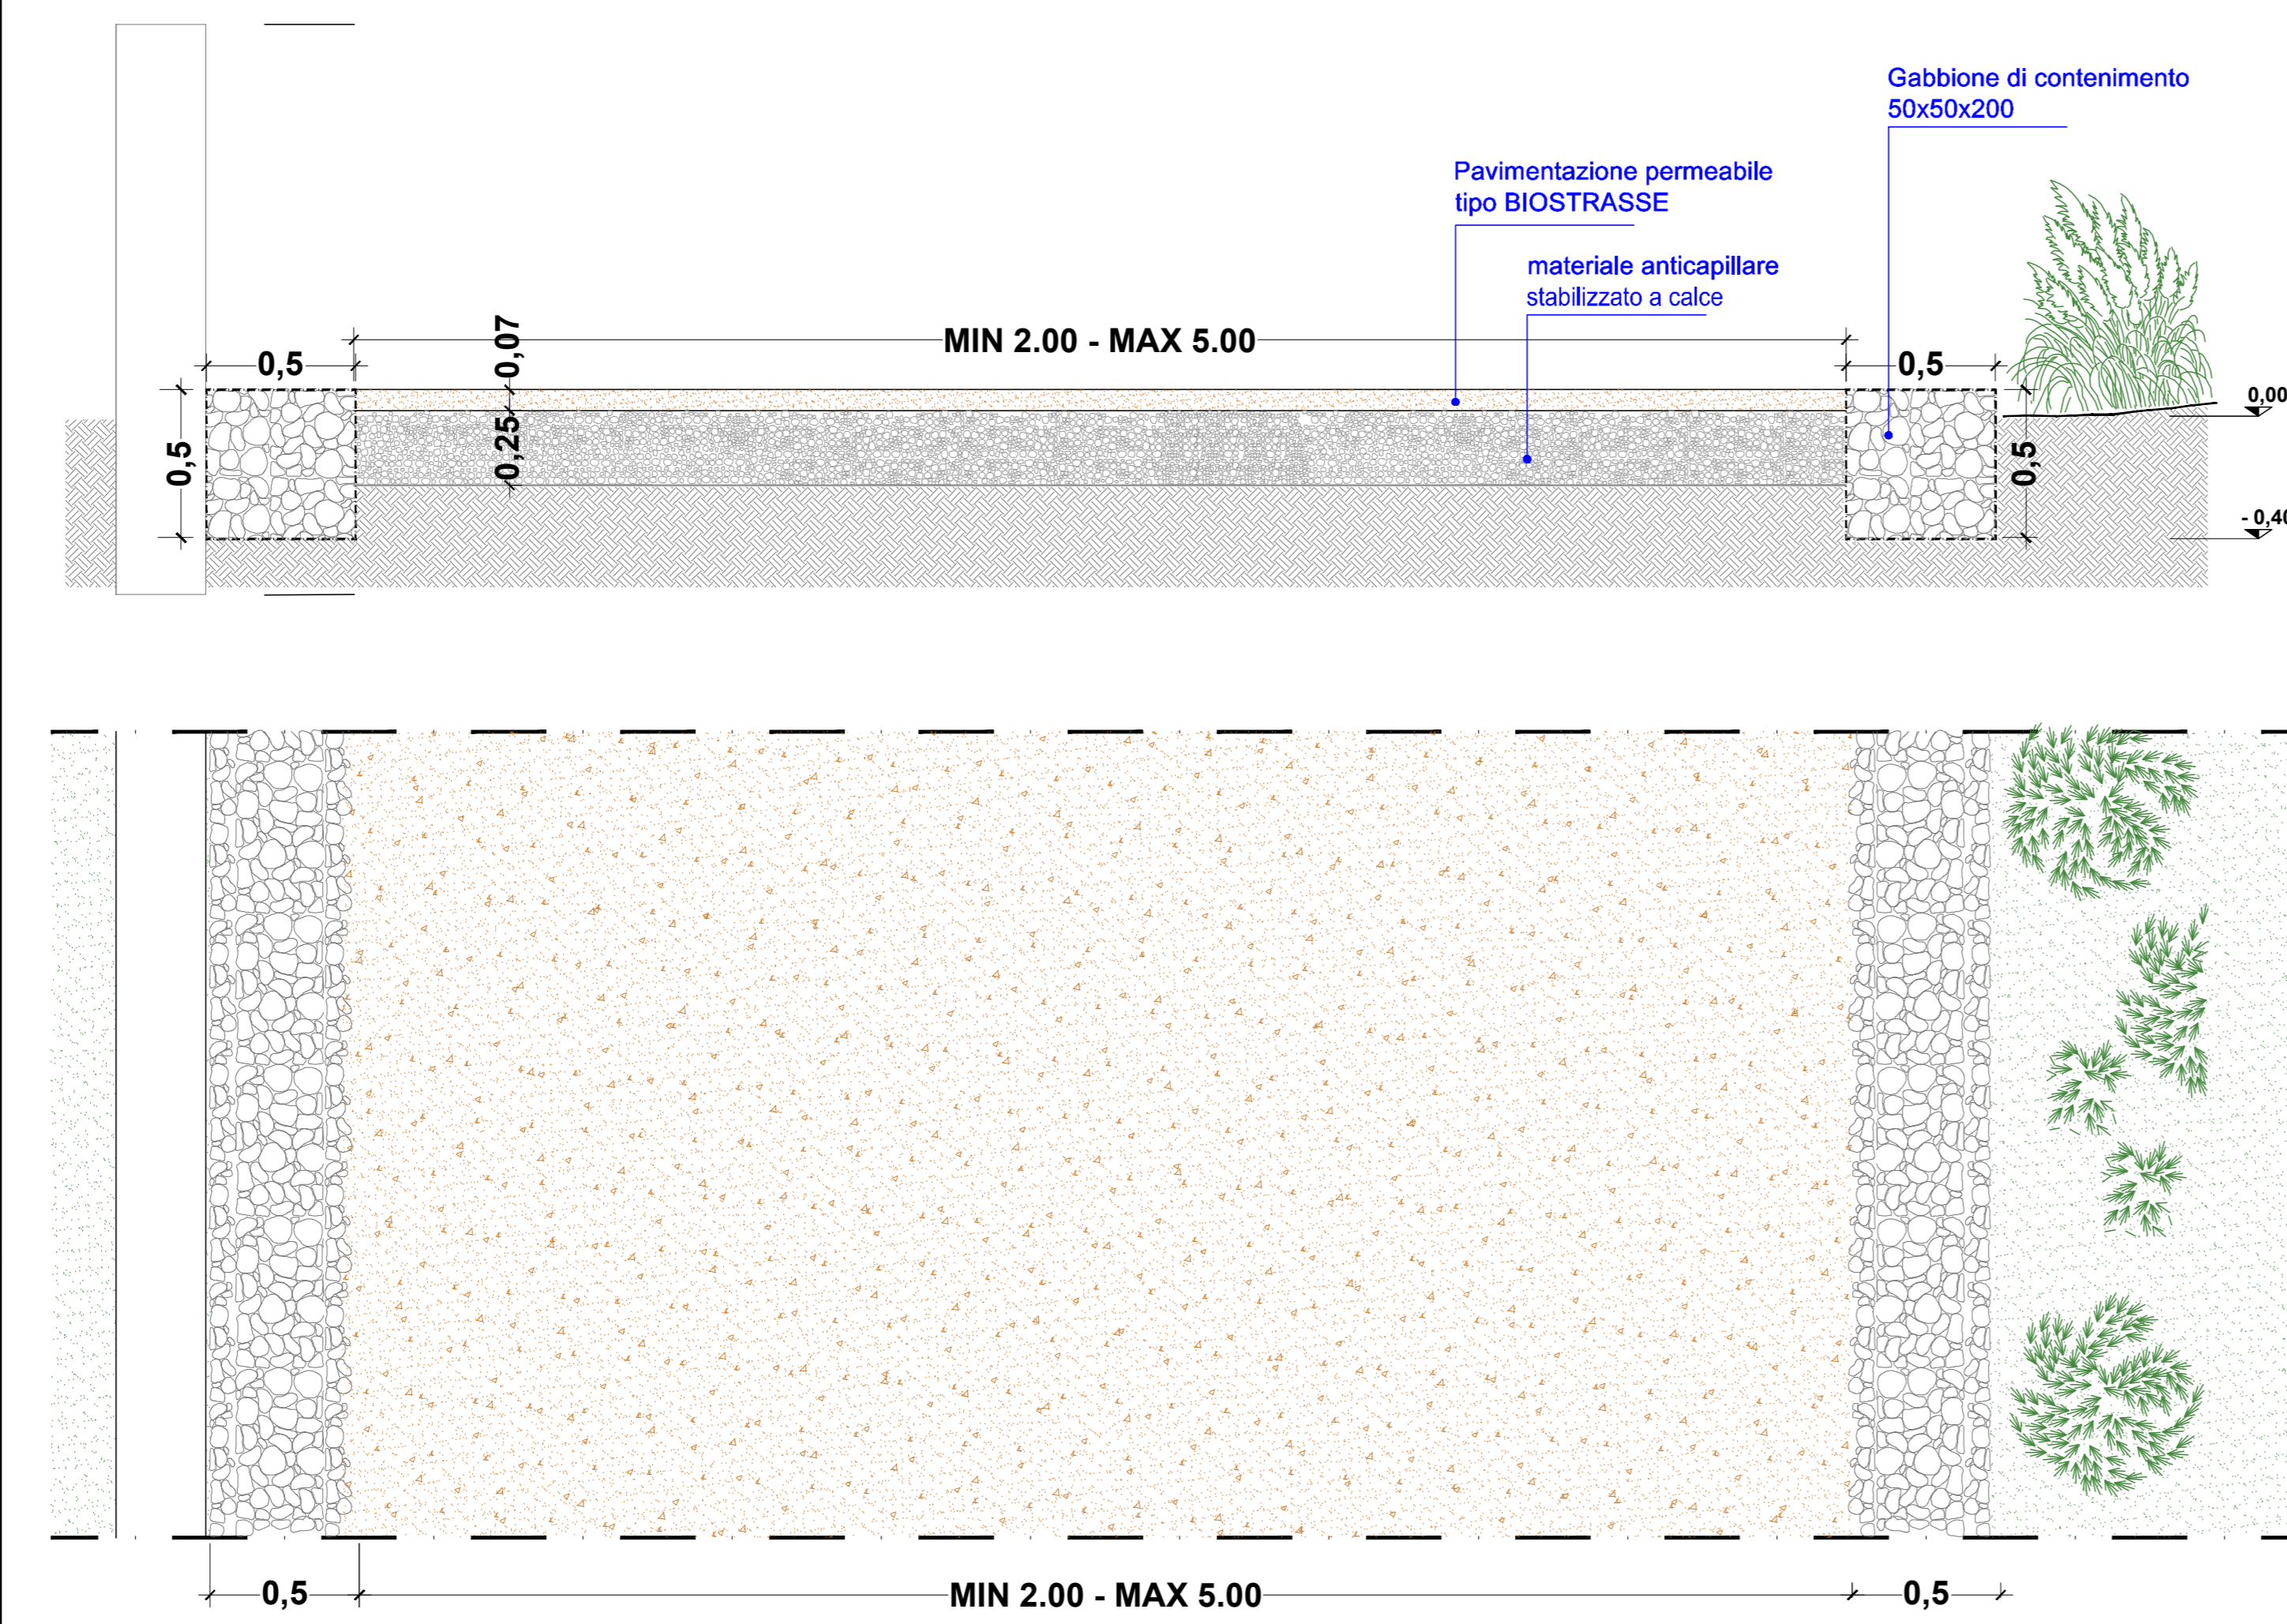 Gabbione di contenimento
50x50x200
Pavimentazione permeabile
tipo BIOSTRASSE
materiale anticapillare
stabilizzato a calce
0,07
MIN 2.00 - MAX 5.00
0,5
0,5
0,00
0,5
0,25
0,5
- 0,40
0,5
MIN 2.00 - MAX 5.00
0,5